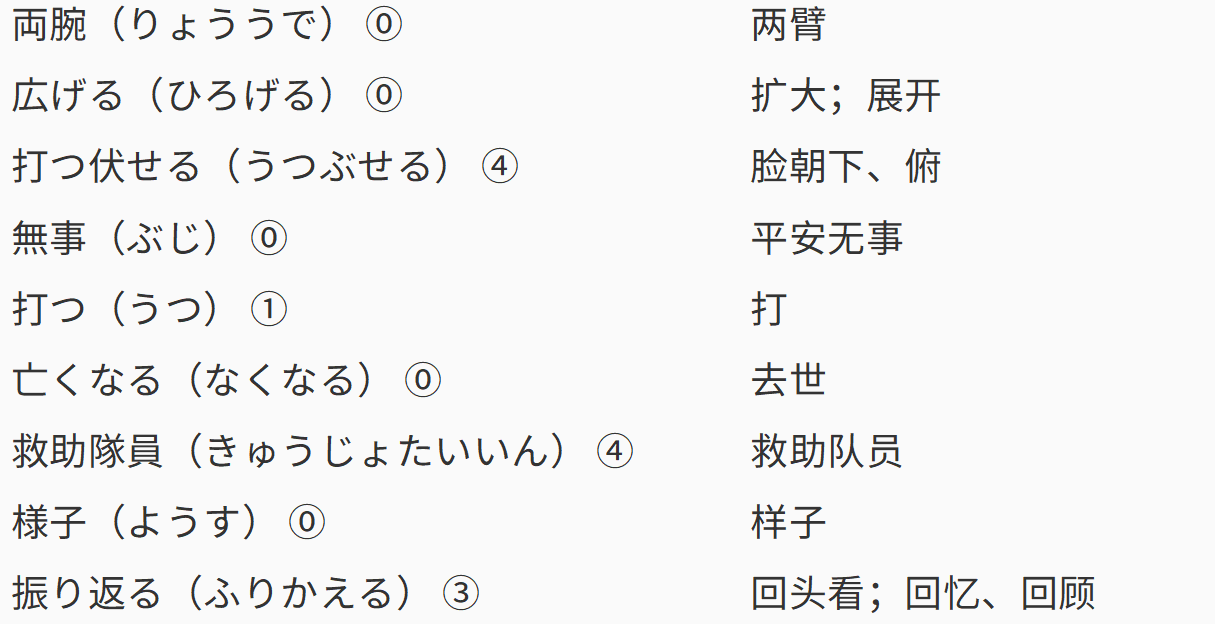 両腕（りょううで） ⓪ 两臂
広げる（ひろげる） ⓪ 扩大；展开
打つ伏せる（うつぶせる） ④ 脸朝下、俯
無事（ぶじ） ⓪ 平安无事
打つ（うつ） ① 打
亡くなる（なくなる） ⓪ 去世
救助隊員（きゅうじょたいいん） ④ 救助队员
様子（ようす） ⓪ 样子
振り返る（ふりかえる） ③ 回头看；回忆、回顾